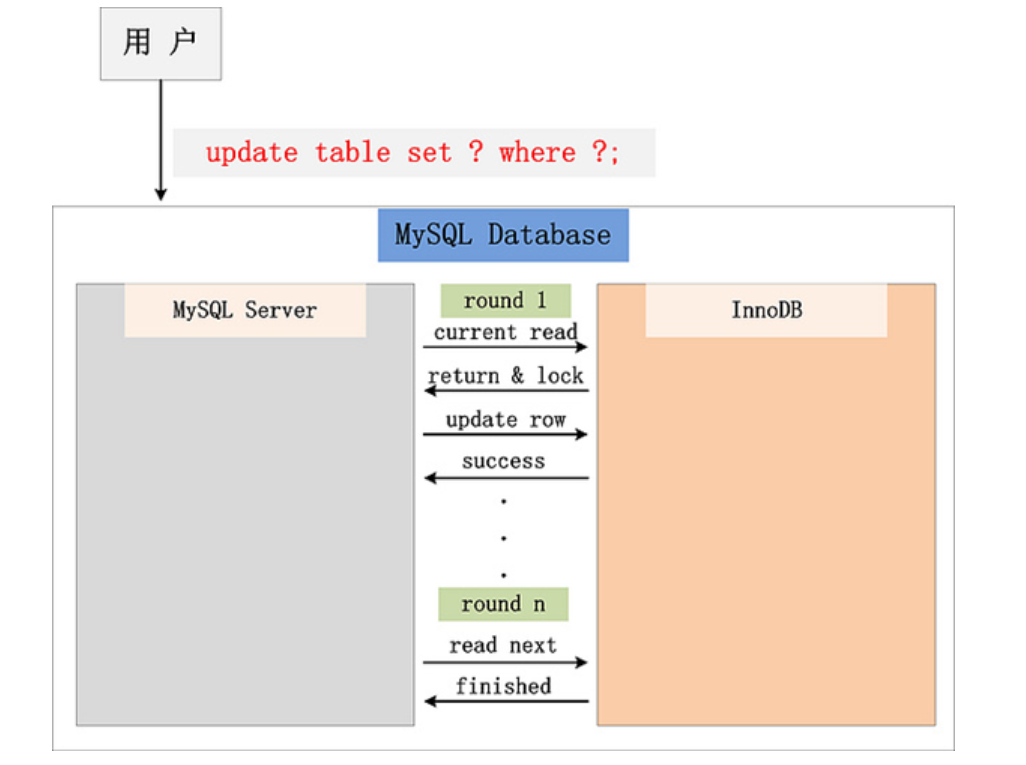 用 户
update table set ? where ?;
MySQL Database
MySQL Server
round 1
InnoDB
current read
return & lock
update row
success
.
.
.
round n
read next
finished